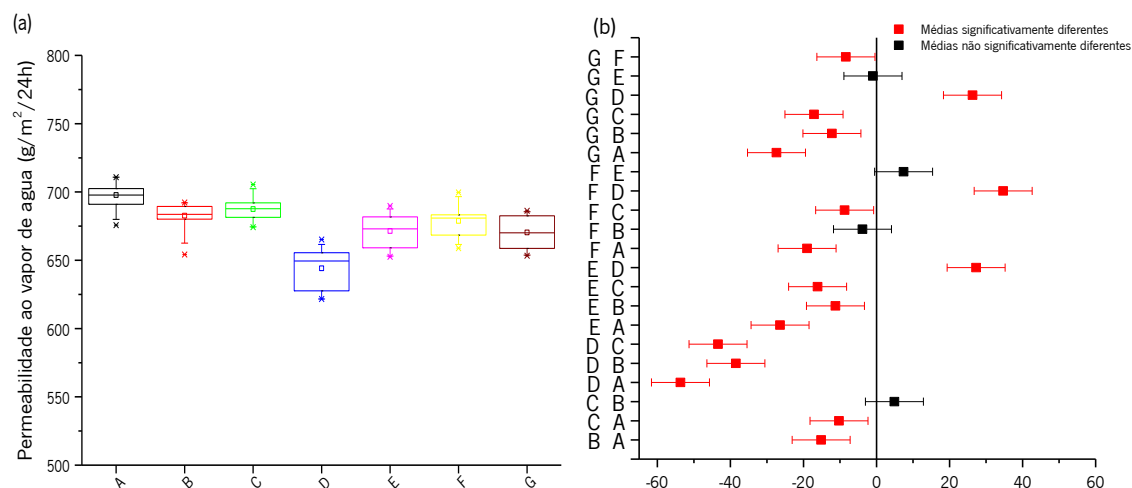 (a)
Permeabilidade ao vapor de agua (g/m²/24h)
800
750
700
650
600
550
500
A B C D E F G
(b)
Médias significativamente diferentes
Médias não significativamente diferentes
G F
G E
G D
G C
G B
G A
F E
F D
F C
F B
F A
E D
E C
E B
E A
D C
D B
D A
C B
C A
B A
-60 -40 -20 0 20 40 60